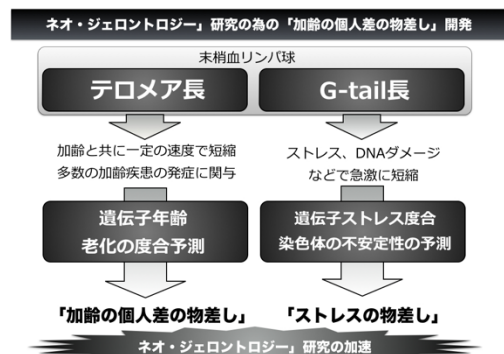 ネオ・ジェロントロジー」研究の為の「加齢の個人差の物差し」開発
末梢血リンパ球
テロメア長
G-tail長
加齢と共に一定の速度で短縮
多数の加齢疾患の発症に関与
ストレス、DNAダメージ
などで急激に短縮
遺伝子年齢
老化の度合予測
遺伝子ストレス度合
染色体の不安定性の予測
「加齢の個人差の物差し」
「ストレスの物差し」
ネオ・ジェロントロジー」研究の加速